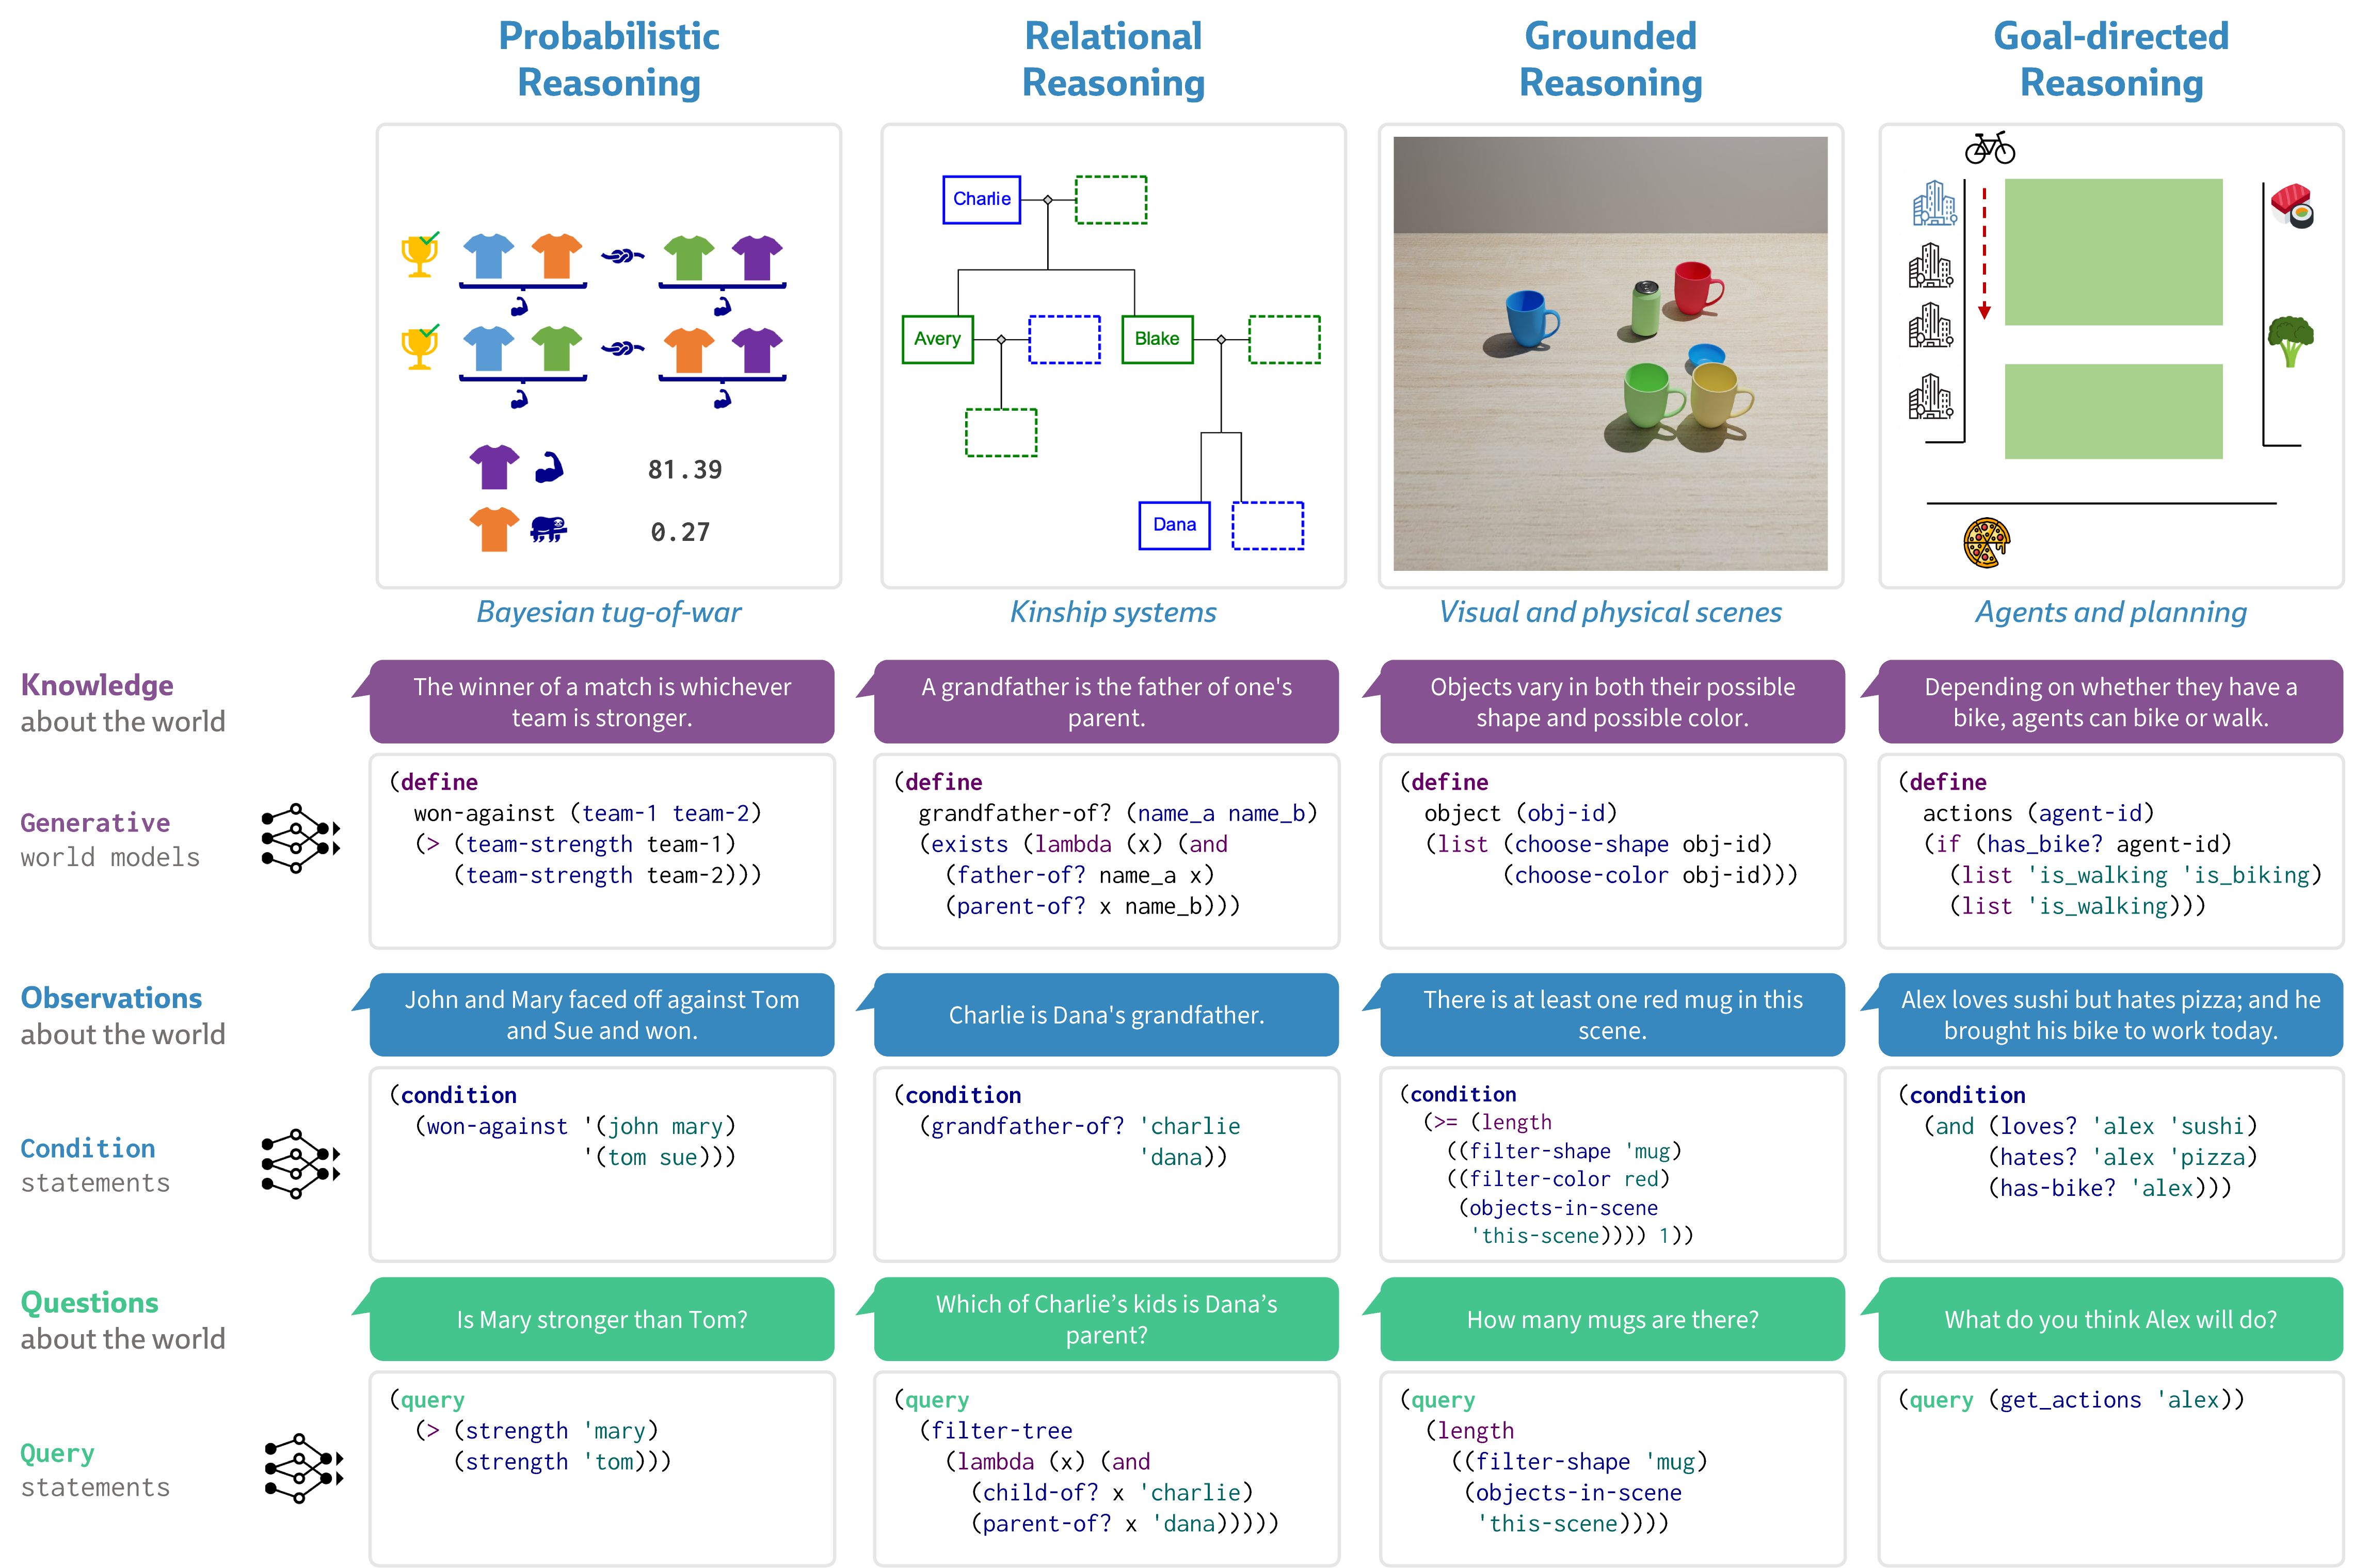 Probabilistic
Reasoning
Relational
Reasoning
Grounded
Reasoning
Goal-directed
Reasoning
81.39
0.27
Charlie
Avery
Blake
Dana
Bayesian tug-of-war
Kinship systems
Visual and physical scenes
Agents and planning
Knowledge
about the world
The winner of a match is whichever
team is stronger.
A grandfather is the father of one's
parent.
Objects vary in both their possible
shape and possible color.
Depending on whether they have a
bike, agents can bike or walk.
Generative
world models
(define
won-against (team-1 team-2)
(> (team-strength team-1)
(team-strength team-2)))
(define
grandfather-of? (name_a name_b)
(exists (lambda (x) (and
(father-of? name_a x)
(parent-of? x name_b)))
(define
object (obj-id)
(list (choose-shape obj-id)
(choose-color obj-id)))
(define
actions (agent-id)
(if (has_bike? agent-id)
(list 'is_walking 'is_biking)
(list 'is_walking)))
Observations
about the world
John and Mary faced off against Tom
and Sue and won.
Charlie is Dana's grandfather.
There is at least one red mug in this
scene.
Alex loves sushi but hates pizza; and he
brought his bike to work today.
Condition
statements
(condition
(won-against '(john mary)
'(tom sue)))
(condition
(grandfather-of? 'charlie
'dana))
(condition
(>= (length
((filter-shape 'mug)
((filter-color red)
(objects-in-scene
'this-scene)))) 1))
(condition
(and (loves? 'alex 'sushi)
(hates? 'alex 'pizza)
(has-bike? 'alex)))
Questions
about the world
Is Mary stronger than Tom?
Which of Charlie’s kids is Dana’s
parent?
How many mugs are there?
What do you think Alex will do?
Query
statements
(query
(> (strength 'mary)
(strength 'tom)))
(query
(filter-tree
(lambda (x) (and
(child-of? x 'charlie)
(parent-of? x 'dana)))))
(query
(length
((filter-shape 'mug)
(objects-in-scene
'this-scene))))
(query (get_actions 'alex))